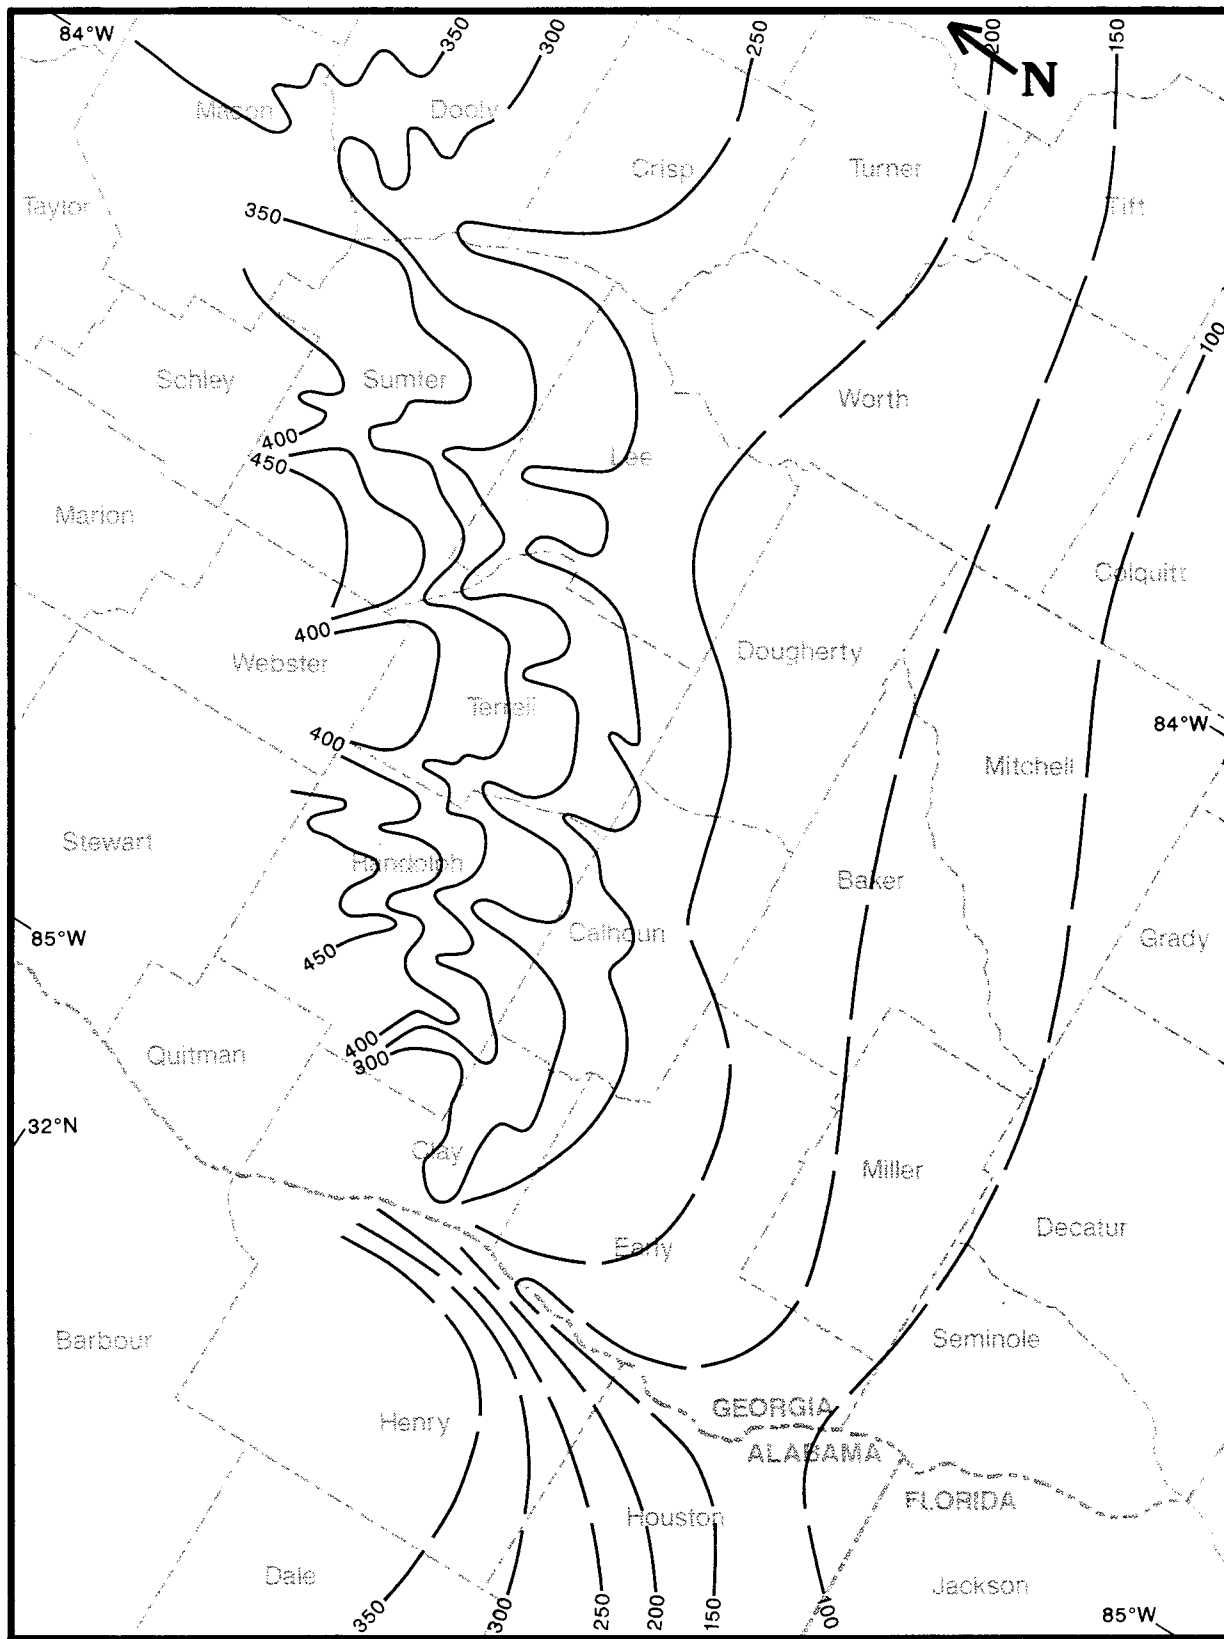 84°W
350
300
250
200
150
N
Mason
Dooly
Crisp
Turner
Taylor
350
Tift
100
Schley
Sumter
Worth
400
450
Lee
Marion
Colquitt
400
Webster
Dougherty
Terrell
400
84°W
Mitchell
Stewart
Randolph
Baker
85°W
Calhoun
Grady
450
400
300
Quitman
32°N
Clay
Miller
Decatur
Early
Barbour
Seminole
Henry
GEORGIA
ALABAMA
FLORIDA
Houston
Dale
Jackson
350
300
250
200
150
85°W